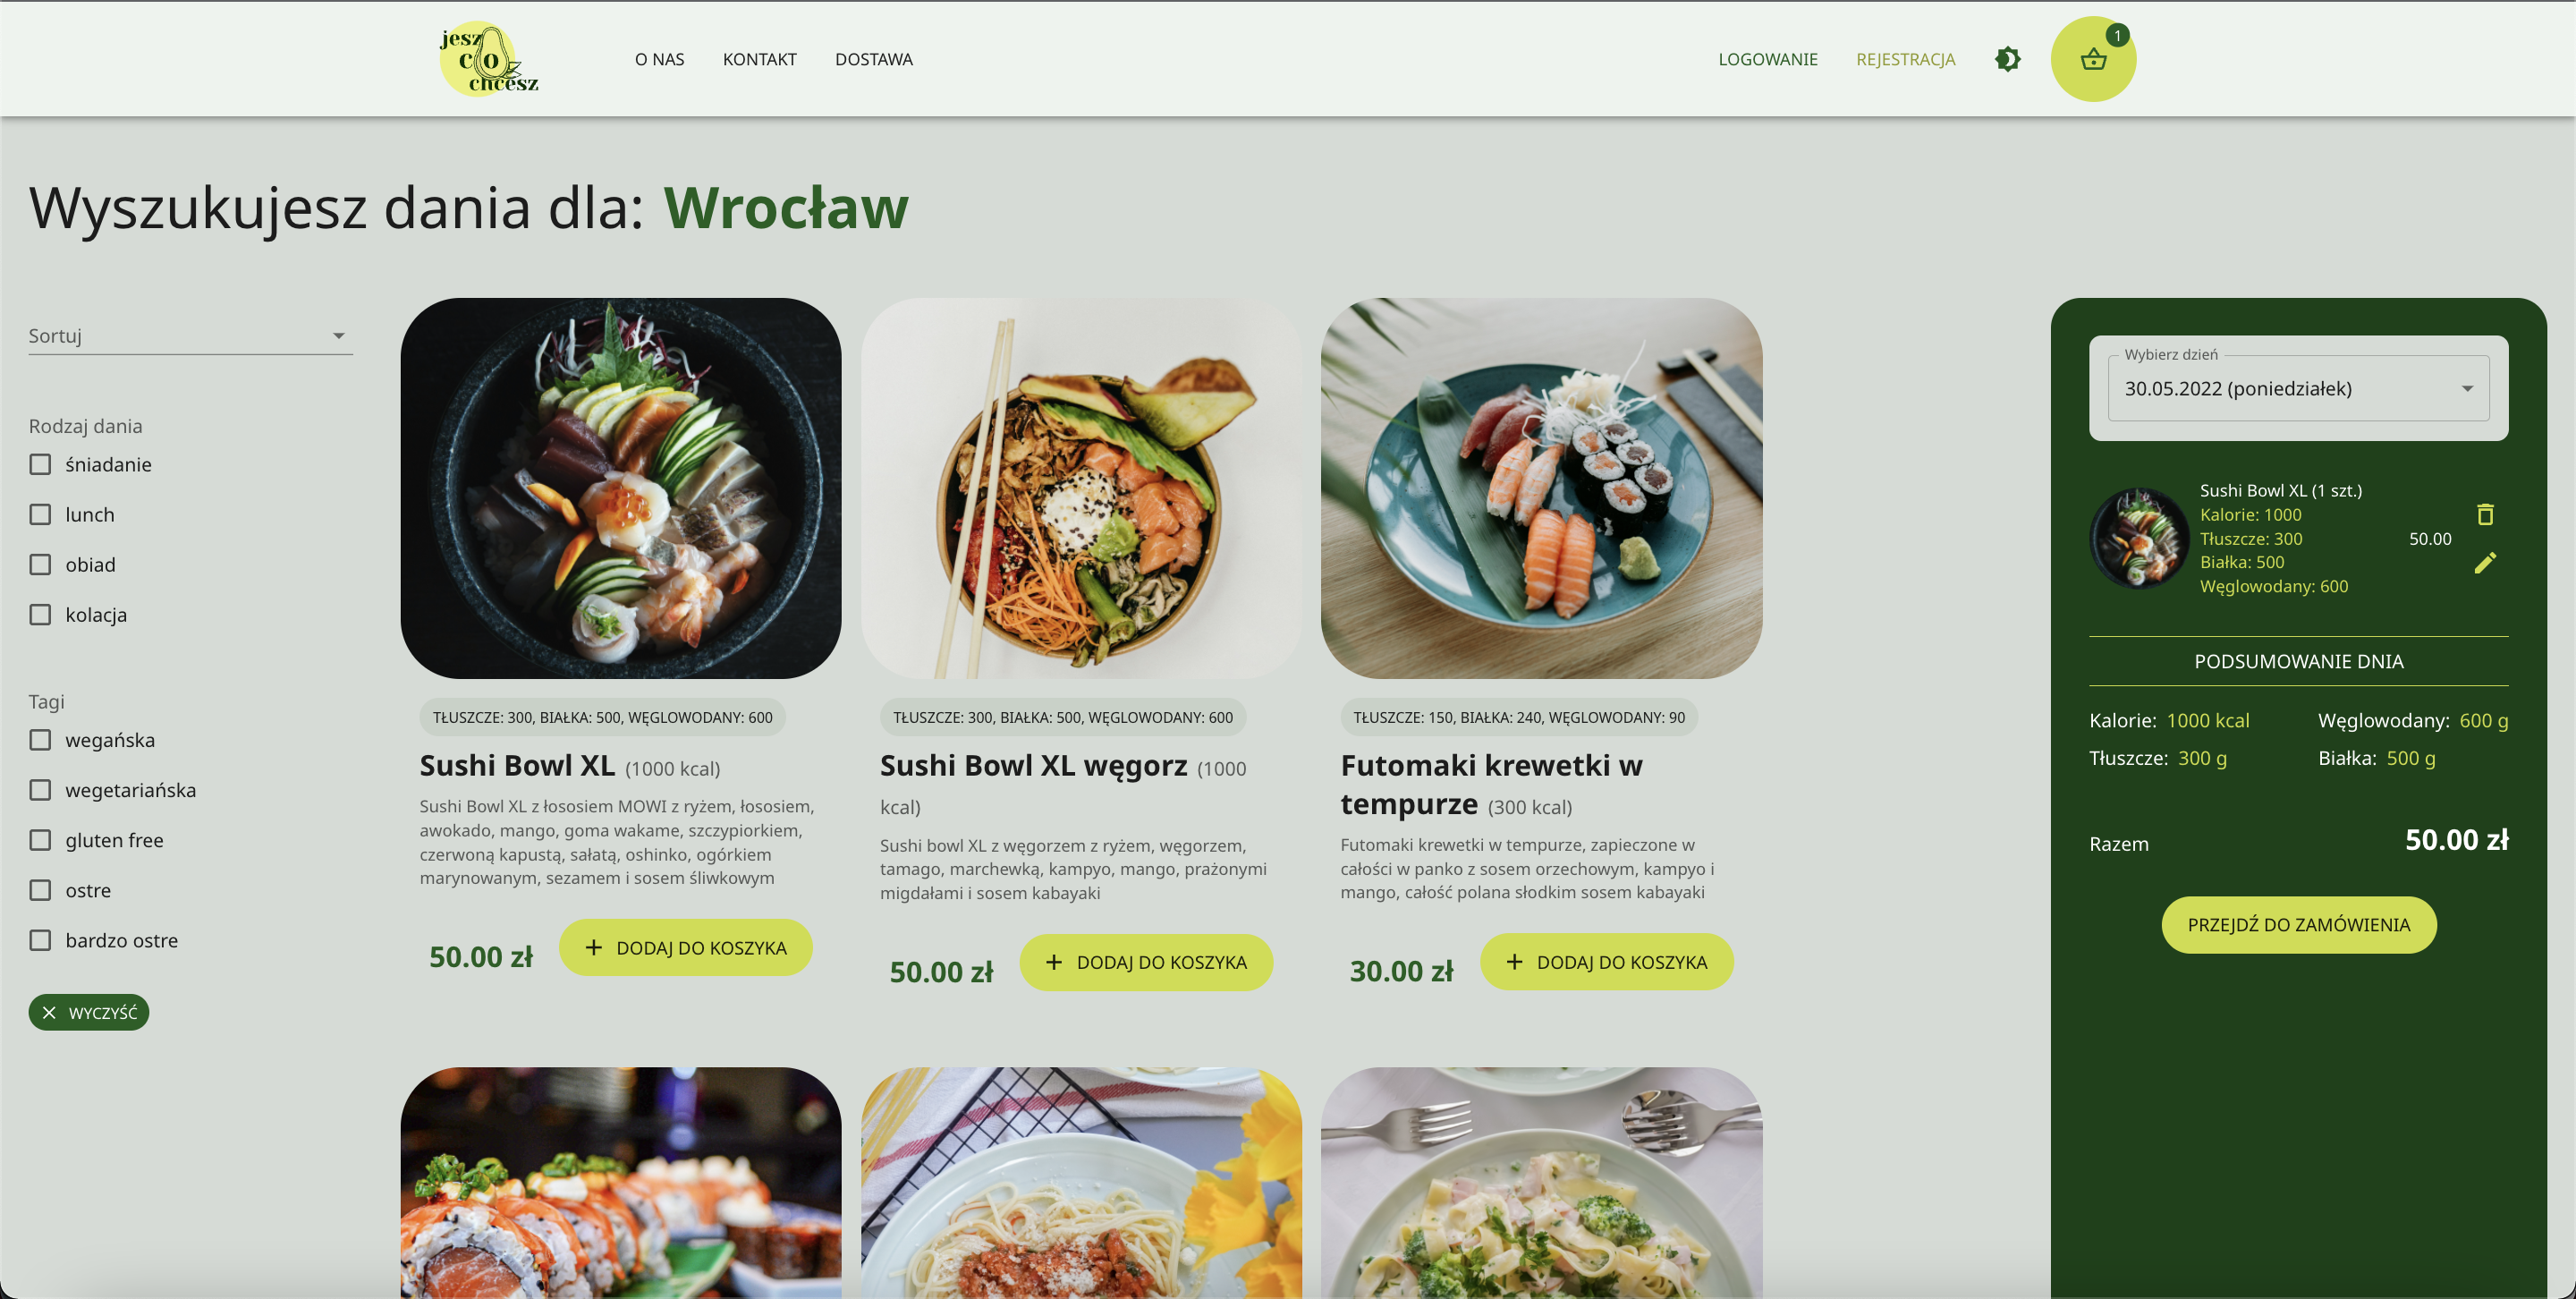 jesz
co
chcesz
O NAS
KONTAKT
DOSTAWA
LOGOWANIE
REJESTRACJA
1
Wyszukujesz dania dla: Wrocław
Sortuj
Rodzaj dania
śniadanie
lunch
obiad
kolacja
Tagi
wegańska
wegetariańska
gluten free
ostre
bardzo ostre
WYCZYŚĆ
TŁUSZCZE: 300, BIAŁKA: 500, WĘGLOWODANY: 600
Sushi Bowl XL (1000 kcal)
Sushi Bowl XL z łososiem MOWI z ryżem, łososiem,
awokado, mango, goma wakame, szczypiorkiem,
czerwoną kapustą, sałatą, oshinko, ogórkiem
marynowanym, sezamem i sosem śliwkowym
50.00 zł
DODAJ DO KOSZYKA
TŁUSZCZE: 300, BIAŁKA: 500, WĘGLOWODANY: 600
Sushi Bowl XL węgorz (1000
kcal)
Sushi bowl XL z węgorzem z ryżem, węgorzem,
tamago, marchewką, kampyo, mango, prażonymi
migdałami i sosem kabayaki
50.00 zł
DODAJ DO KOSZYKA
TŁUSZCZE: 150, BIAŁKA: 240, WĘGLOWODANY: 90
Futomaki krewetki w
tempurze (300 kcal)
Futomaki krewetki w tempurze, zapieczone w
całości w panko z sosem orzechowym, kampyo i
mango, całość polana słodkim sosem kabayaki
30.00 zł
DODAJ DO KOSZYKA
Wybierz dzień
30.05.2022 (poniedziałek)
Sushi Bowl XL (1 szt.)
Kalorie: 1000
Tłuszcze: 300
Białka: 500
Węglowodany: 600
50.00
PODSUMOWANIE DNIA
Kalorie: 1000 kcal
Węglowodany: 600 g
Tłuszcze: 300 g
Białka: 500 g
Razem
50.00 zł
PRZEJDŹ DO ZAMÓWIENIA